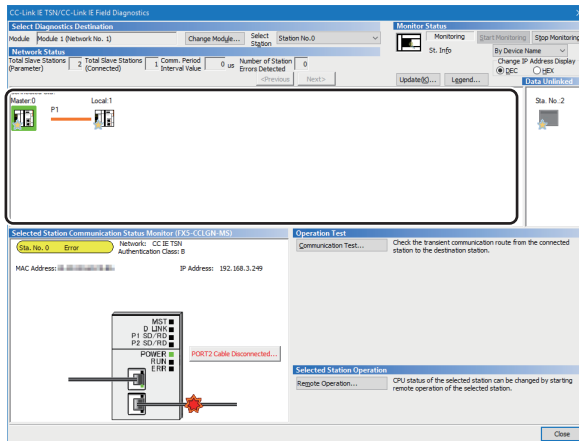 CC-Link IE TSN/CC-Link IE Field Diagnostics
Select Diagnostics Destination
Module Module 1 (Network No. 1) Change Module... Select Station Station No.0
Monitor Status
Monitoring Start Monitoring Stop Monitoring
St. Info By Device Name
Network Status
Total Slave Stations (Parameter) 2 Total Slave Stations (Connected) 1 Comm. Period Interval Value 0 us Number of Station Errors Detected 0
Change IP Address Display
DEC HEX
<Previous Next>
Update(K)... Legend...
Data Unlinked
Master:0 Local:1
P1
Sta. No.:2
Selected Station Communication Status Monitor (FX5-CCLGN-MS)
Sta. No. 0 Error
Network: CC IE TSN
Authentication Class: B
MAC Address:
IP Address: 192.168.3.249
MST
D LINK
P1 SD/RD
P2 SD/RD
POWER
RUN
ERR
PORT2 Cable Disconnected...
Operation Test
Communication Test... Check the transient communication route from the connected
station to the destination station.
Selected Station Operation
Remote Operation... CPU status of the selected station can be changed by starting
remote operation of the selected station.
Close